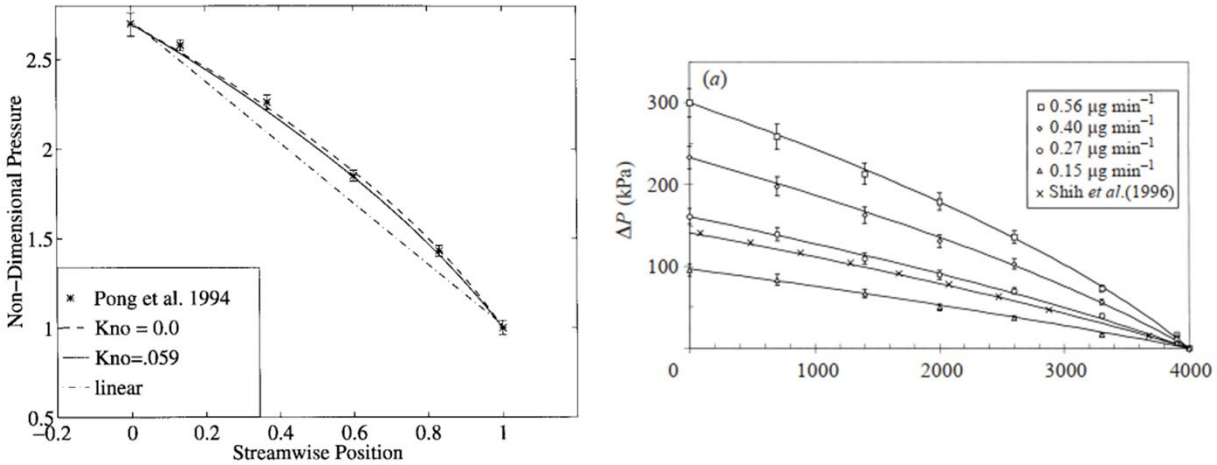 Non-Dimensional Pressure
2.5
2
1.5
1
0.5
-0.2
0
0.2
0.4
0.6
0.8
1
Streamwise Position
Pong et al. 1994
Kno = 0.0
Kno=.059
linear
(a)
ΔP (kPa)
300
200
100
0
1000
2000
3000
4000
0.56 μg min⁻¹
0.40 μg min⁻¹
0.27 μg min⁻¹
0.15 μg min⁻¹
Shih et al.(1996)